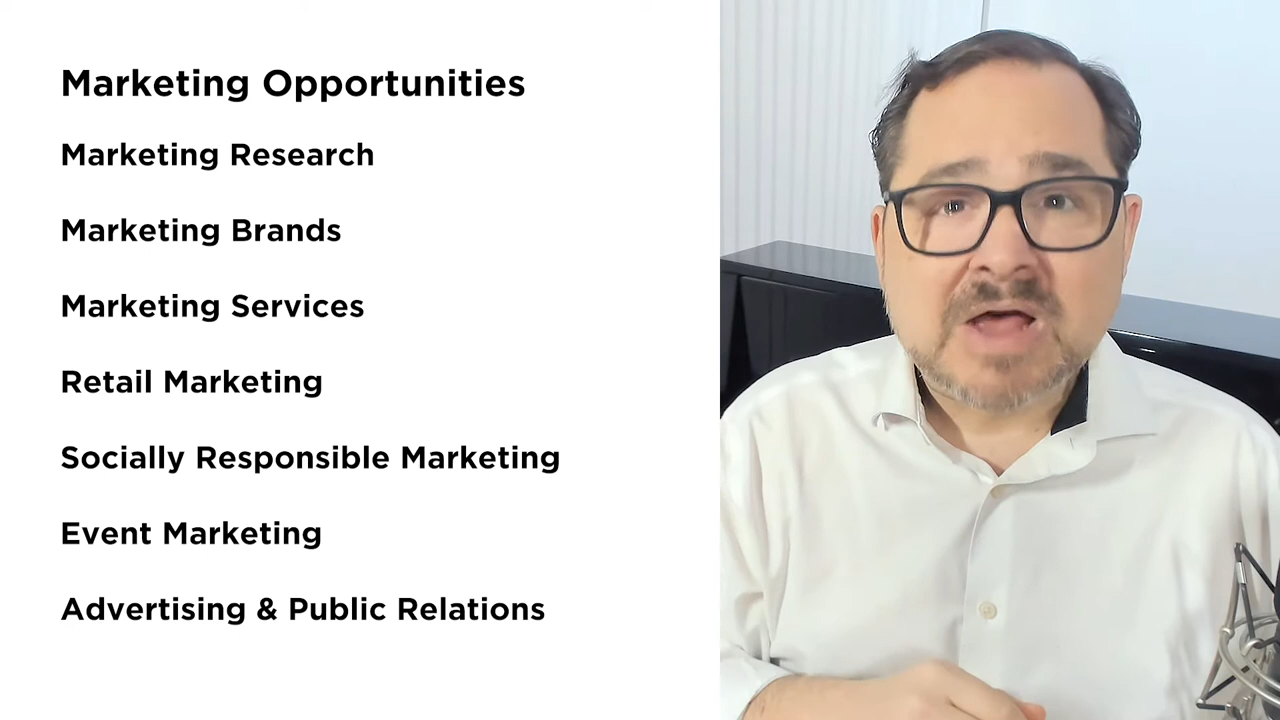 Marketing Opportunities
Marketing Research
Marketing Brands
Marketing Services
Retail Marketing
Socially Responsible Marketing
Event Marketing
Advertising & Public Relations